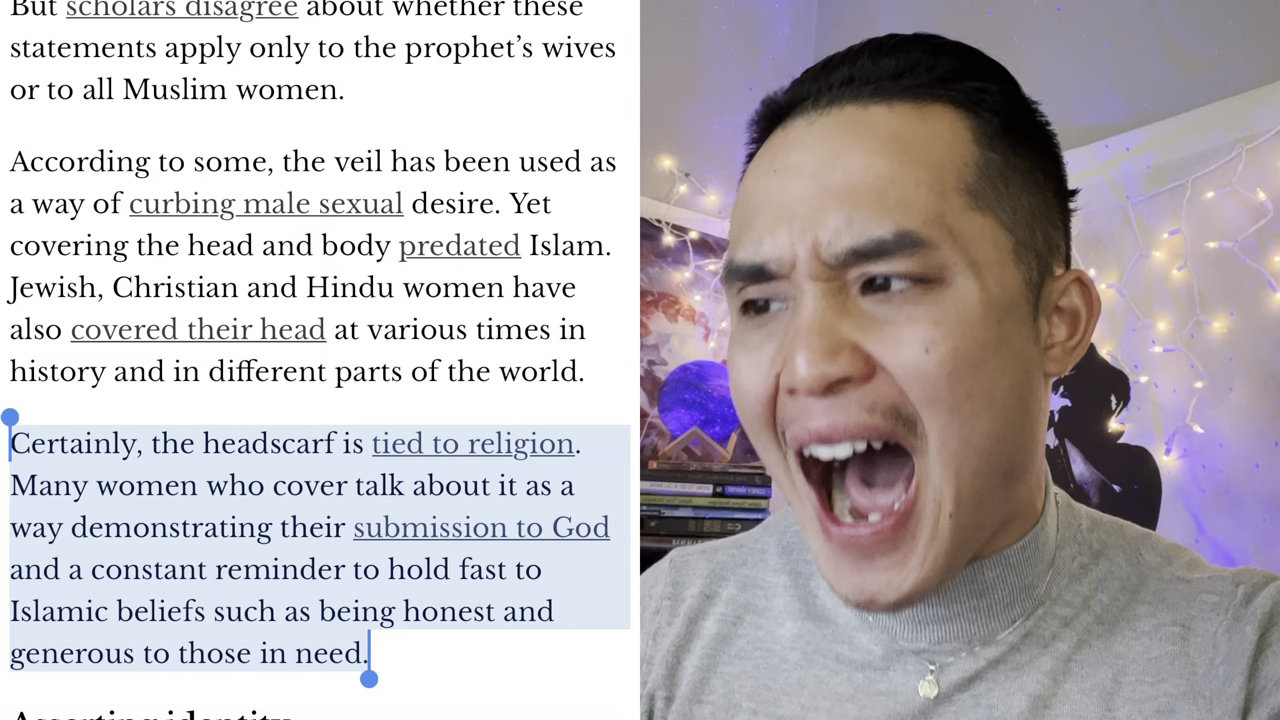 But scholars disagree about whether these
statements apply only to the prophet’s wives
or to all Muslim women.
According to some, the veil has been used as
a way of curbing male sexual desire. Yet
covering the head and body predated Islam.
Jewish, Christian and Hindu women have
also covered their head at various times in
history and in different parts of the world.
Certainly, the headscarf is tied to religion.
Many women who cover talk about it as a
way demonstrating their submission to God
and a constant reminder to hold fast to
Islamic beliefs such as being honest and
generous to those in need.
Asserting identity